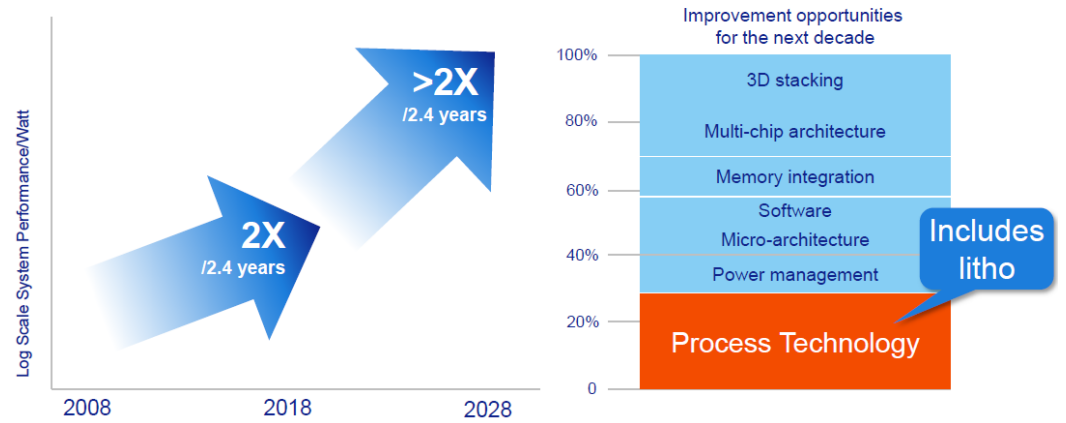 Log Scale System Performance/Watt
>2X
/2.4 years
2X
/2.4 years
2008
2018
2028
Improvement opportunities
for the next decade
100%
80%
60%
40%
20%
0
3D stacking
Multi-chip architecture
Memory integration
Software
Micro-architecture
Power management
Process Technology
Includes
litho